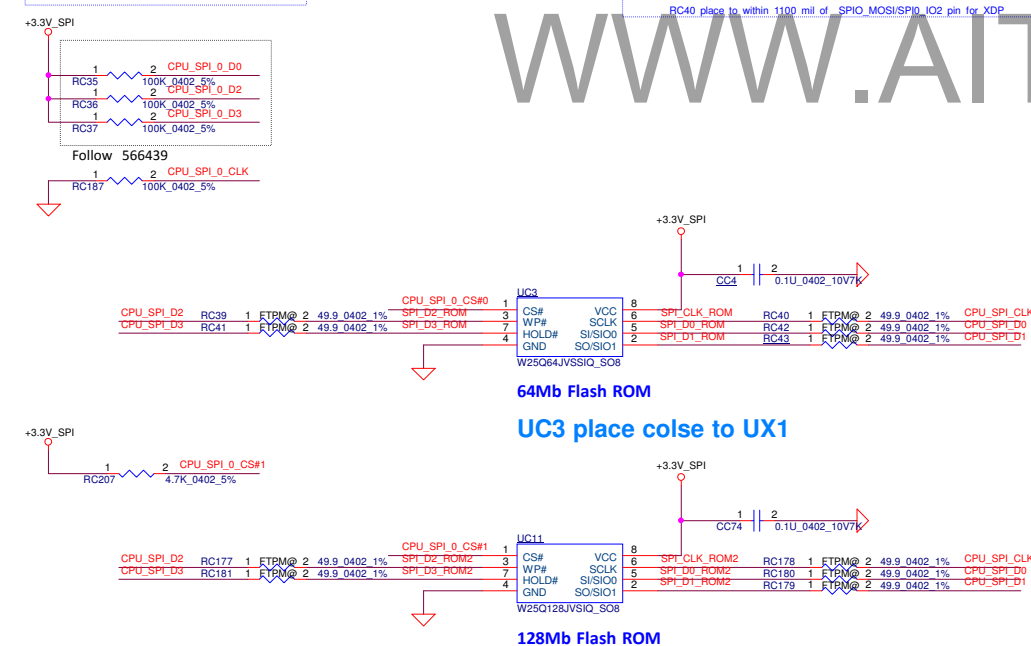 RC40 place to within 1100 mil of SPIO_MOSI/SPI0_IO2 pin for XDP
WWW.AIT
+3.3V_SPI
1 2 CPU_SPI_0_D0
RC35 100K_0402_5%
1 2 CPU_SPI_0_D2
RC36 100K_0402_5%
1 2 CPU_SPI_0_D3
RC37 100K_0402_5%
Follow 566439
1 2 CPU_SPI_0_CLK
RC187 100K_0402_5%
+3.3V_SPI
1 2
CC4 0.1U_0402_10V7K
UC3
CPU_SPI_0_CS#0 1 CS# VCC 8
CPU_SPI_D2 RC39 1 FTPM@ 2 49.9_0402_1% SPI_D2_ROM 3 WP# SCLK 6 SPI_CLK_ROM RC40 1 FTPM@ 2 49.9_0402_1% CPU_SPI_CLK
CPU_SPI_D3 RC41 1 FTPM@ 2 49.9_0402_1% SPI_D3_ROM 7 HOLD# SI/SIO0 5 SPI_D0_ROM RC42 1 FTPM@ 2 49.9_0402_1% CPU_SPI_D0
4 GND SO/SIO1 2 SPI_D1_ROM RC43 1 FTPM@ 2 49.9_0402_1% CPU_SPI_D1
W25Q64JVSSIQ_SO8
64Mb Flash ROM
UC3 place colse to UX1
+3.3V_SPI
1 2 CPU_SPI_0_CS#1
RC207 4.7K_0402_5%
+3.3V_SPI
1 2
CC74 0.1U_0402_10V7K
UC11
CPU_SPI_0_CS#1 1 CS# VCC 8
CPU_SPI_D2 RC177 1 FTPM@ 2 49.9_0402_1% SPI_D2_ROM2 3 WP# SCLK 6 SPI_CLK_ROM2 RC178 1 FTPM@ 2 49.9_0402_1% CPU_SPI_CLK
CPU_SPI_D3 RC181 1 FTPM@ 2 49.9_0402_1% SPI_D3_ROM2 7 HOLD# SI/SIO0 5 SPI_D0_ROM2 RC180 1 FTPM@ 2 49.9_0402_1% CPU_SPI_D0
4 GND SO/SIO1 2 SPI_D1_ROM2 RC179 1 FTPM@ 2 49.9_0402_1% CPU_SPI_D1
W25Q128JVSIQ_SO8
128Mb Flash ROM